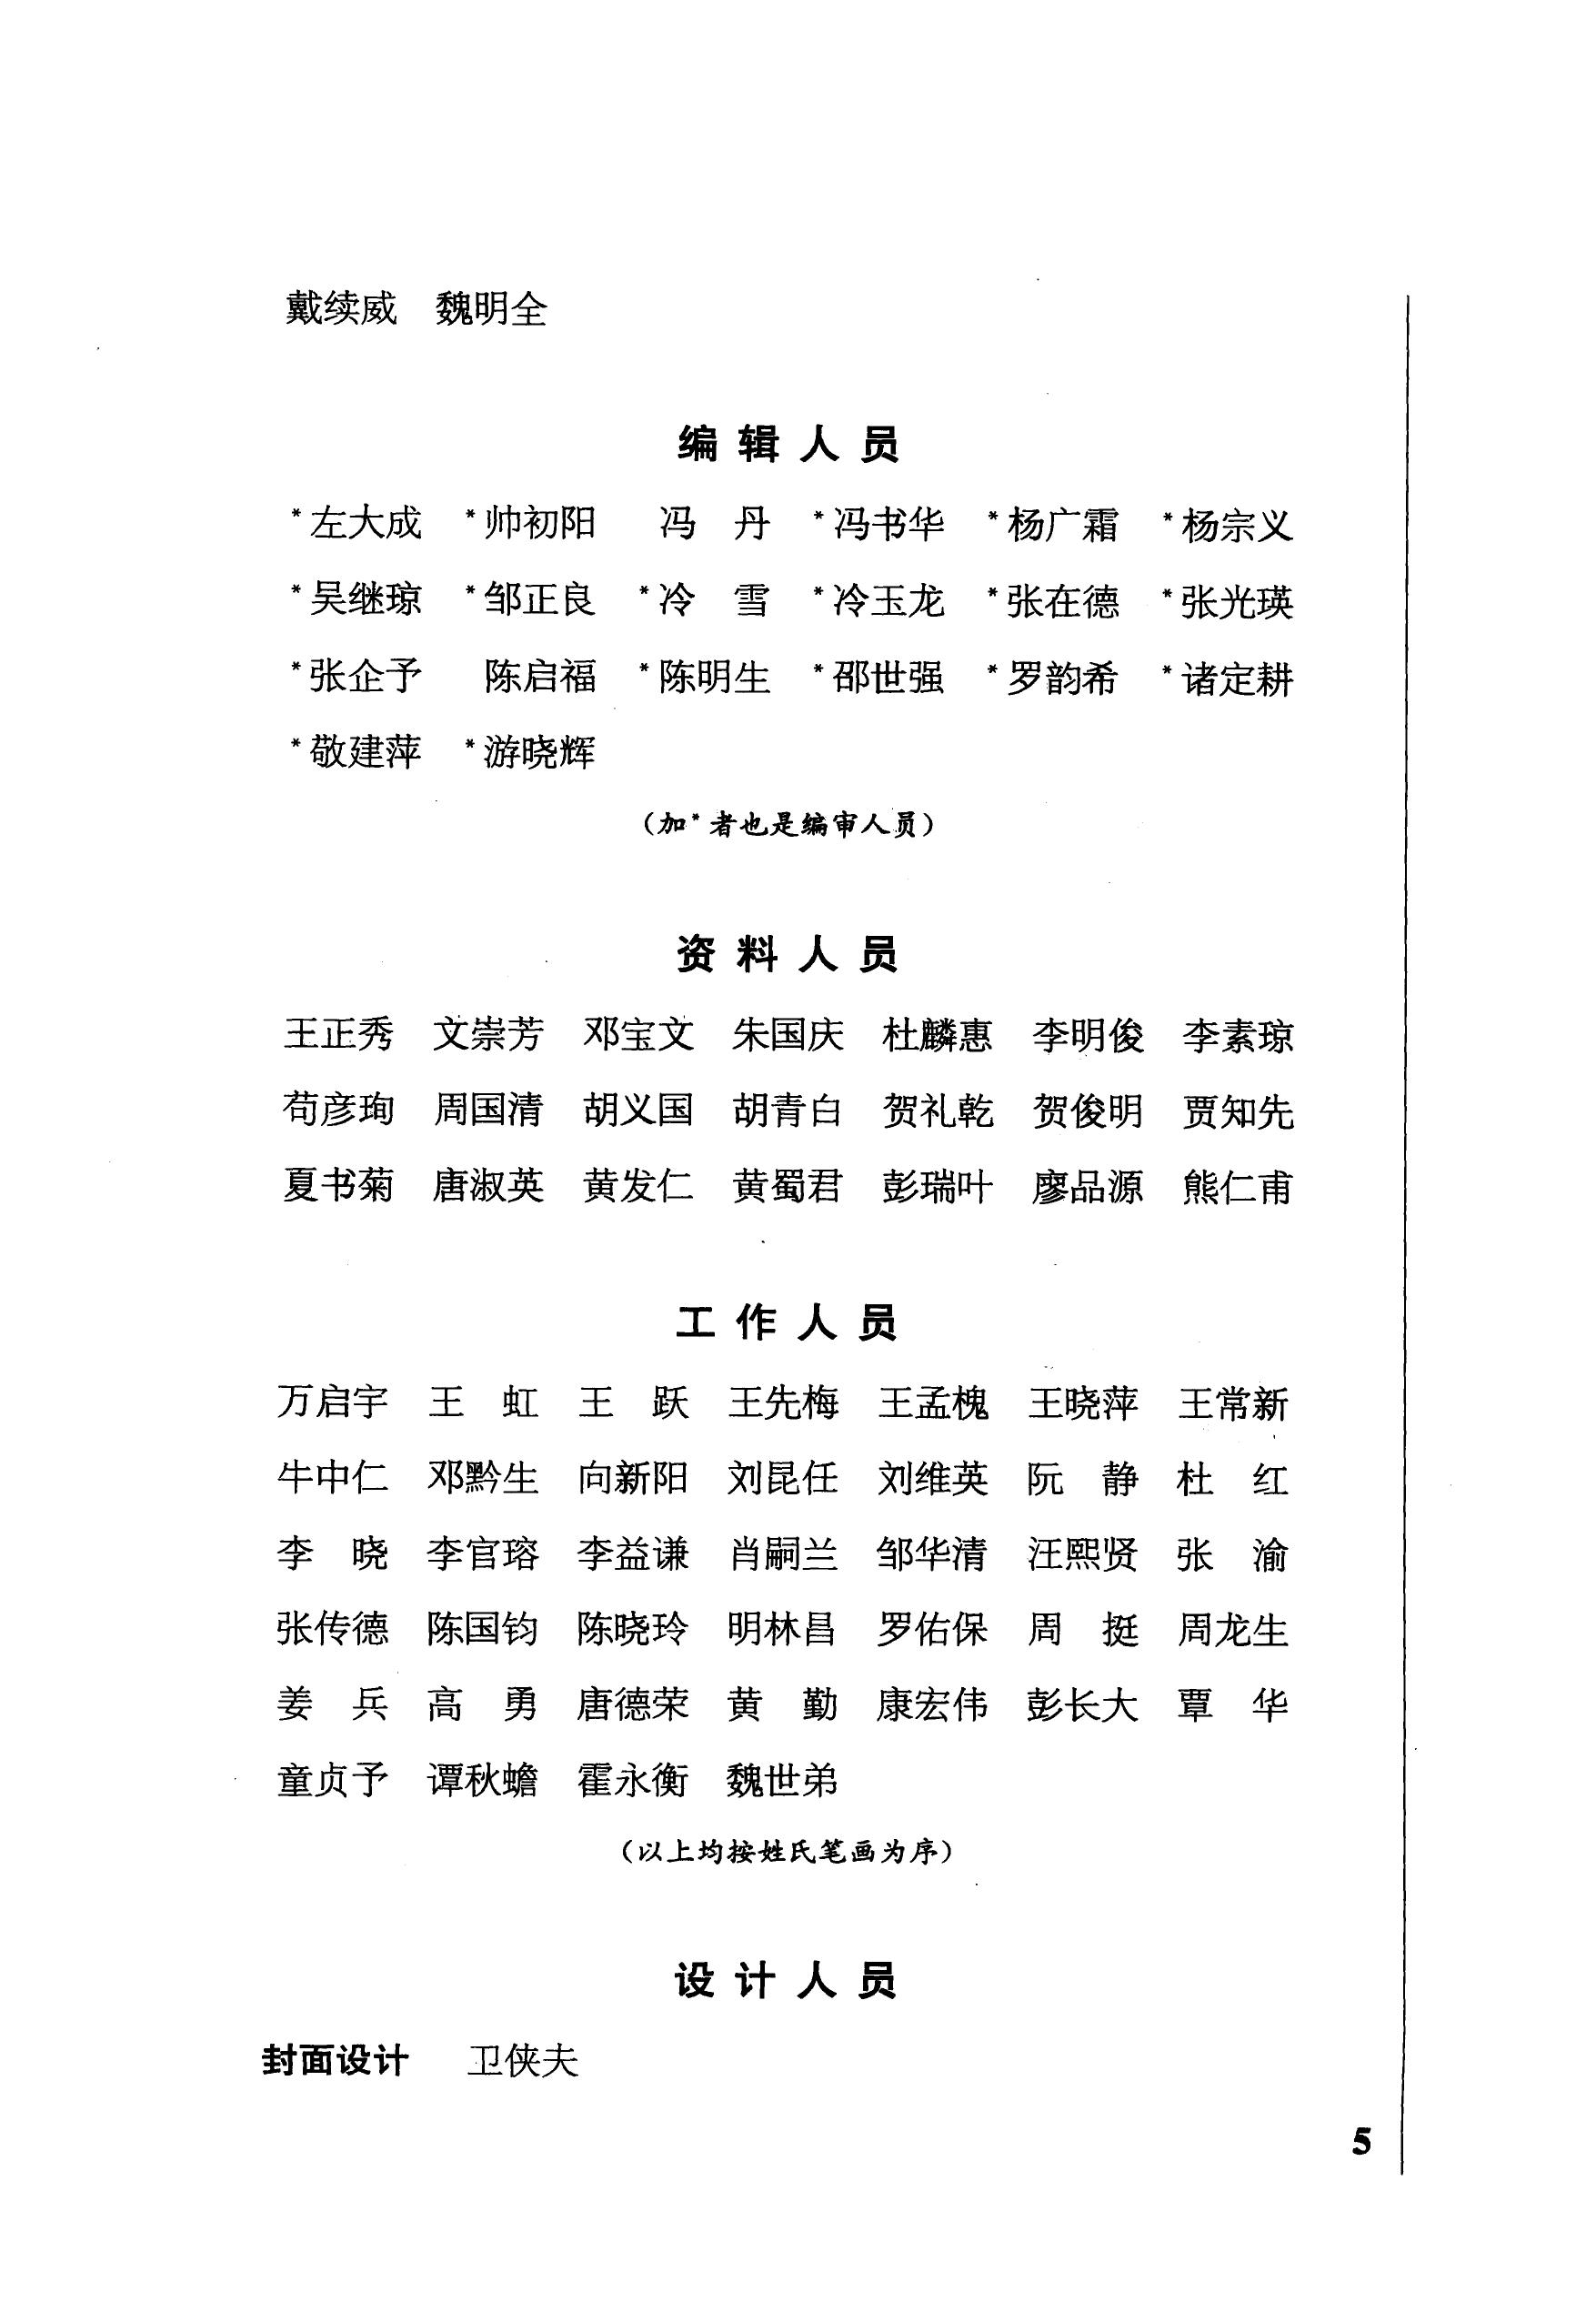 戴续威　魏明全
编辑人员
*左大成　*帅初阳　冯　丹　*冯书华　*杨广霜　*杨宗义
*吴继琼　*邹正良　*冷　雪　*冷玉龙　*张在德　*张光瑛
*张企予　陈启福　*陈明生　*邵世强　*罗韵希　*诸定耕
*敬建萍　*游晓辉
(加*者也是编审人员)
资料人员
王正秀　文崇芳　邓宝文　朱国庆　杜麟惠　李明俊　李素琼
苟彦珣　周国清　胡义国　胡青白　贺礼乾　贺俊明　贾知先
夏书菊　唐淑英　黄发仁　黄蜀君　彭瑞叶　廖品源　熊仁甫
工作人员
万启宇　王　虹　王　跃　王先梅　王孟槐　王晓萍　王常新
牛中仁　邓黔生　向新阳　刘昆任　刘维英　阮　静　杜　红
李　晓　李官瑢　李益谦　肖嗣兰　邹华清　汪熙贤　张　渝
张传德　陈国钧　陈晓玲　明林昌　罗佑保　周　挺　周龙生
姜　兵　高　勇　唐德荣　黄　勤　康宏伟　彭长大　覃　华
童贞予　谭秋蟾　霍永衡　魏世弟
(以上均按姓氏笔画为序)
设计人员
封面设计　卫侠夫
5